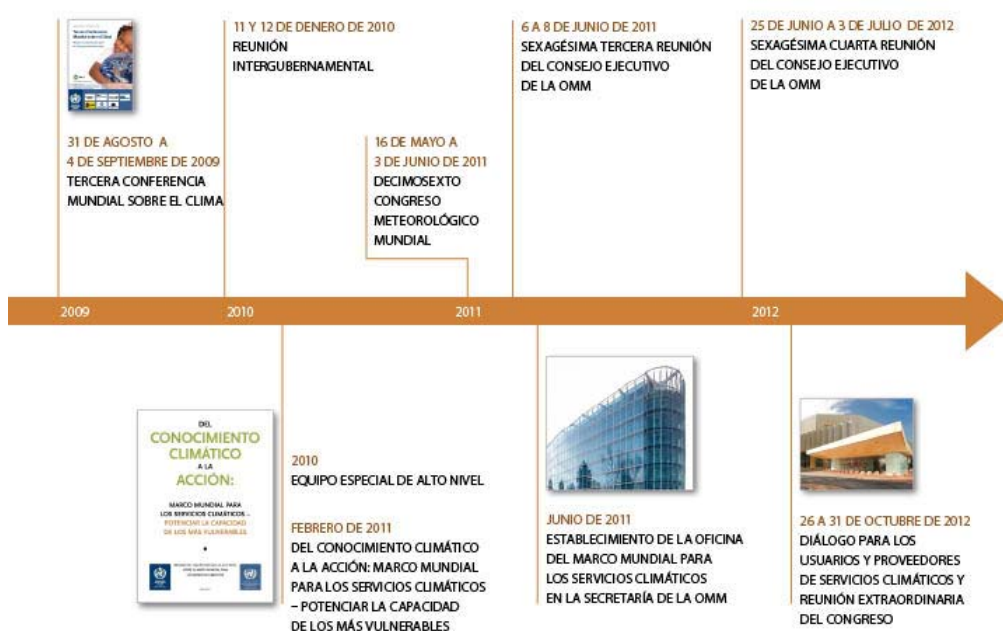 31 DE AGOSTO A
4 DE SEPTIEMBRE DE 2009
TERCERA CONFERENCIA
MUNDIAL SOBRE EL CLIMA
11 Y 12 DE DENERO DE 2010
REUNIÓN
INTERGUBERNAMENTAL
16 DE MAYO A
3 DE JUNIO DE 2011
DECIMOSEXTO
CONGRESO
METEOROLÓGICO
MUNDIAL
6 A 8 DE JUNIO DE 2011
SEXAGÉSIMA TERCERA REUNIÓN
DEL CONSEJO EJECUTIVO
DE LA OMM
25 DE JUNIO A 3 DE JULIO DE 2012
SEXAGÉSIMA CUARTA REUNIÓN
DEL CONSEJO EJECUTIVO
DE LA OMM
2009
2010
2011
2012
DEL
CONOCIMIENTO
CLIMÁTICO
A LA
ACCIÓN:
MARCO MUNDIAL PARA
LOS SERVICIOS CLIMÁTICOS –
POTENCIAR LA CAPACIDAD
DE LOS MÁS VULNERABLES
2010
EQUIPO ESPECIAL DE ALTO NIVEL
FEBRERO DE 2011
DEL CONOCIMIENTO CLIMÁTICO
A LA ACCIÓN: MARCO MUNDIAL
PARA LOS SERVICIOS CLIMÁTICOS
– POTENCIAR LA CAPACIDAD
DE LOS MÁS VULNERABLES
JUNIO DE 2011
ESTABLECIMIENTO DE LA OFICINA
DEL MARCO MUNDIAL PARA
LOS SERVICIOS CLIMÁTICOS
EN LA SECRETARÍA DE LA OMM
26 A 31 DE OCTUBRE DE 2012
DIÁLOGO PARA LOS
USUARIOS Y PROVEEDORES
DE SERVICIOS CLIMÁTICOS Y
REUNIÓN EXTRAORDINARIA
DEL CONGRESO